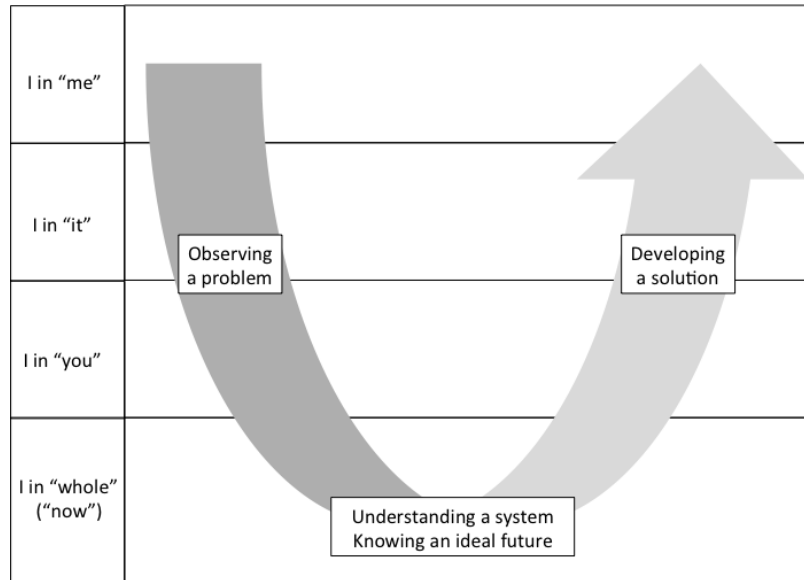 I in “me”
I in “it”
Observing
a problem
Developing
a solution
I in “you”
I in “whole”
(“now”)
Understanding a system
Knowing an ideal future